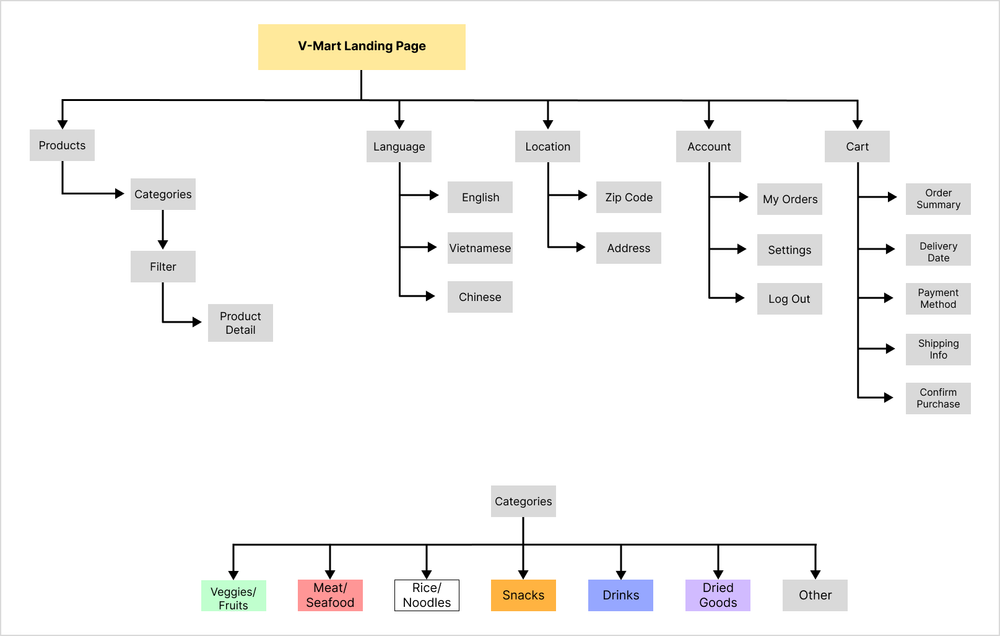 V-Mart Landing Page
Products
Language
Location
Account
Cart
Categories
English
Zip Code
My Orders
Order
Summary
Vietnamese
Address
Settings
Delivery
Date
Filter
Chinese
Log Out
Payment
Method
Product
Detail
Shipping
Info
Confirm
Purchase
Categories
Veggies/
Fruits
Meat/
Seafood
Rice/
Noodles
Snacks
Drinks
Dried
Goods
Other